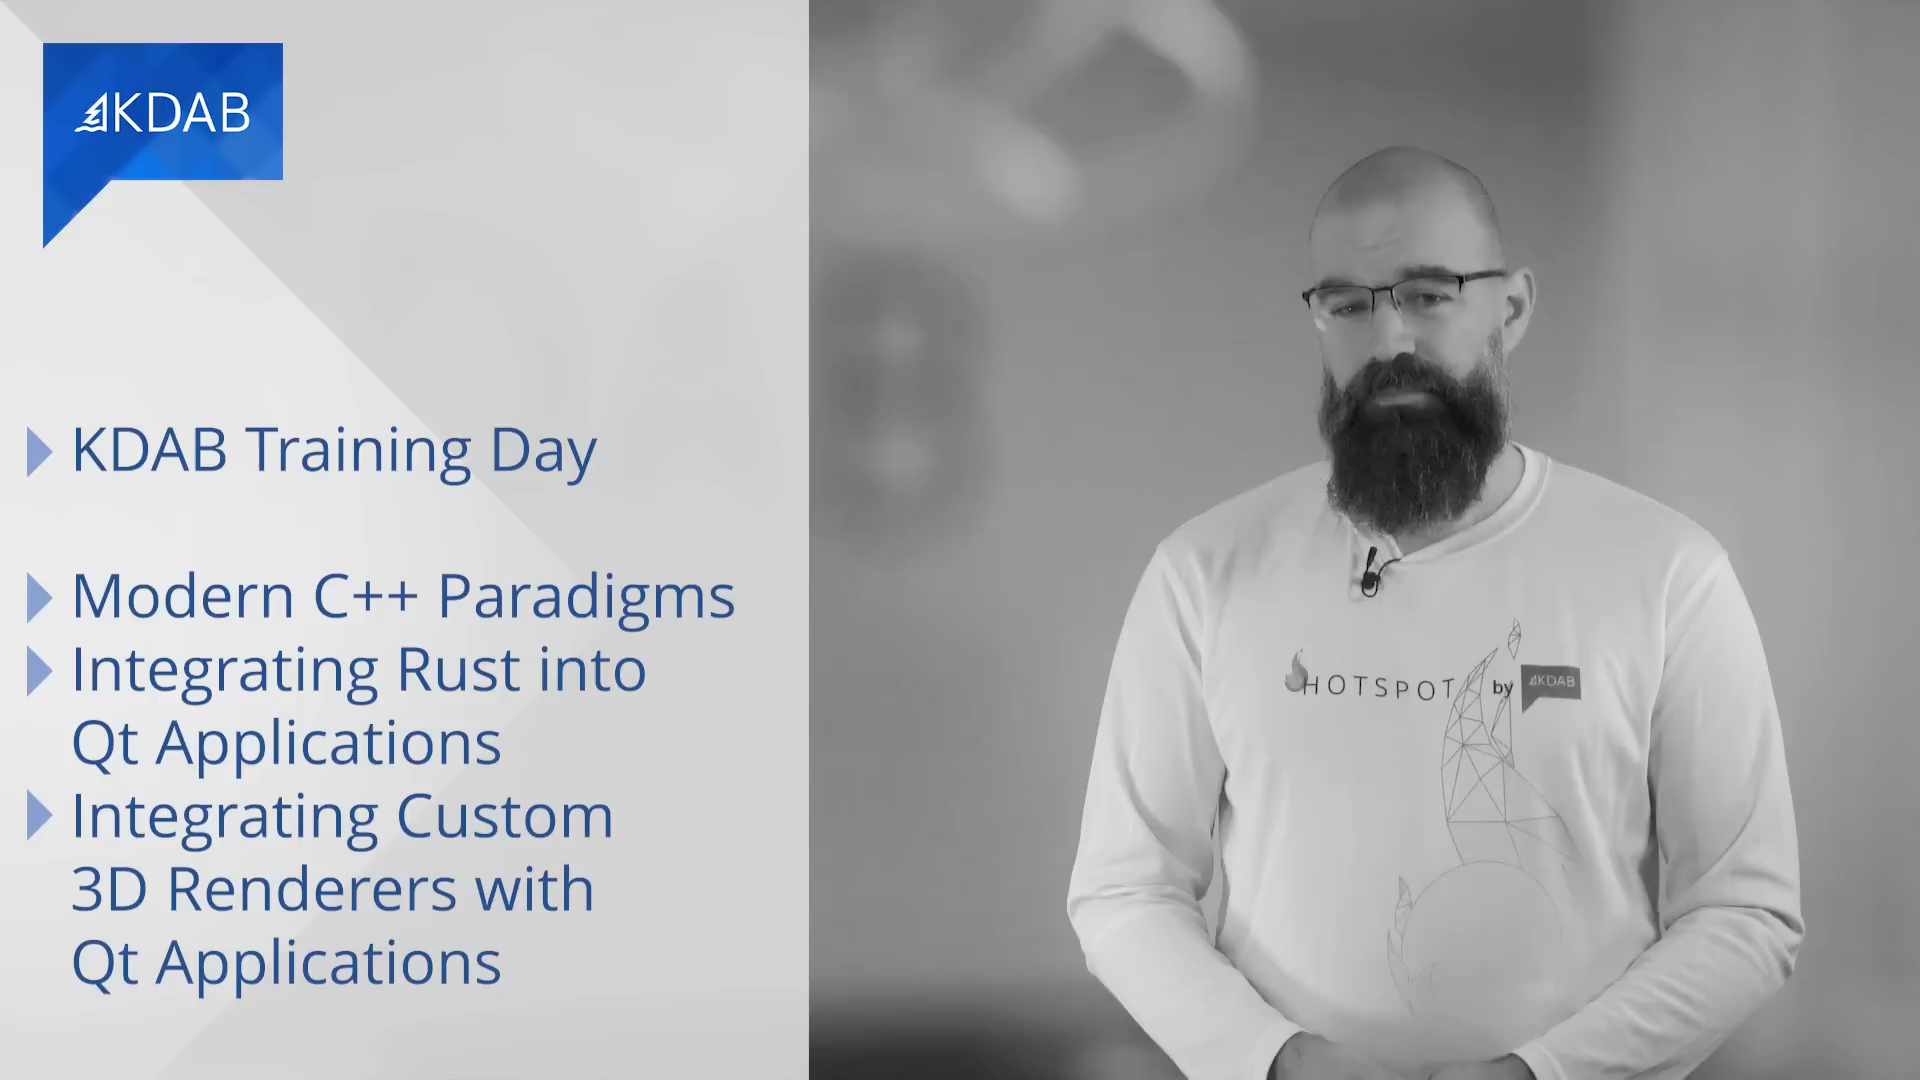 KDAB
KDAB Training Day
Modern C++ Paradigms
Integrating Rust into
Qt Applications
Integrating Custom
3D Renderers with
Qt Applications
HOTSPOT by KDAB